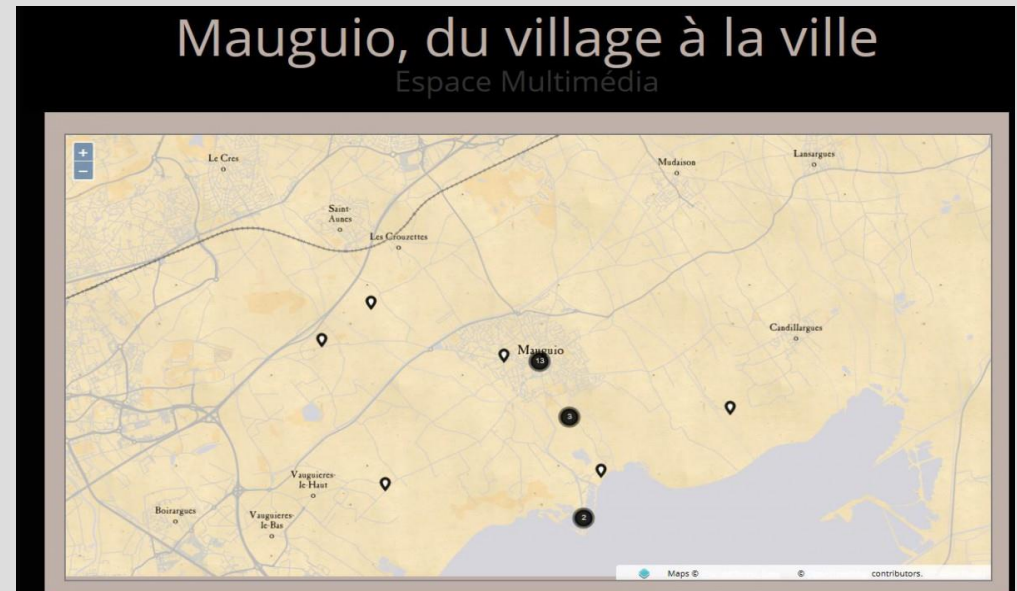 Mauguio, du village à la ville
Espace Multimédia
+
−
Le Cres
Mudaison
Lansargues
Saint-
Aunes
Les Crouzettes
Candillargues
Mauguio
13
3
Vauguieres-
le-Haut
Boirargues
Vauguieres-
le-Bas
2
Maps © © contributors.